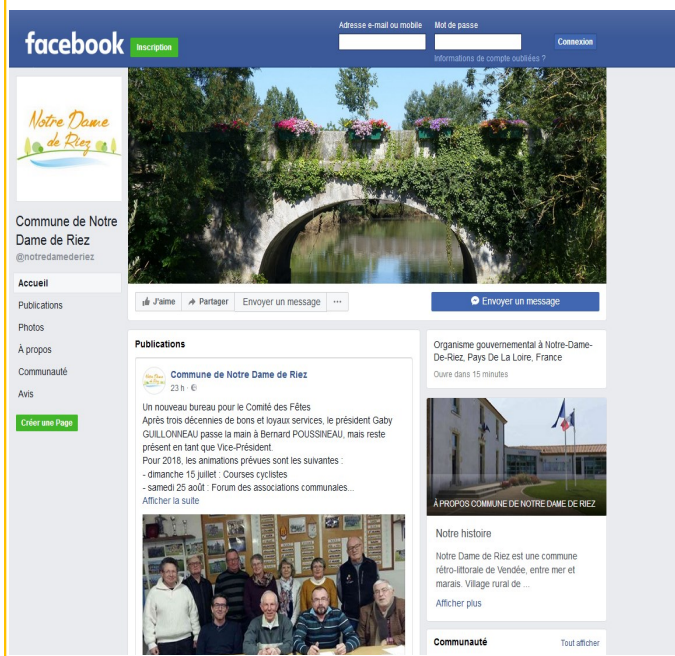 Adresse e-mail ou mobile
Mot de passe
facebook
Inscription
Connexion
Informations de compte oubliées ?
Notre Dame
de Riez
Commune de Notre
Dame de Riez
@notredamederiez
Accueil
Publications
Photos
À propos
Communauté
Avis
Créer une Page
J'aime
Partager
Envoyer un message
...
Envoyer un message
Publications
Commune de Notre Dame de Riez
23 h ·
Un nouveau bureau pour le Comité des Fêtes
Après trois décennies de bons et loyaux services, le président Gaby
GUILLONNEAU passe la main à Bernard POUSSINEAU, mais reste
présent en tant que Vice-Président.
Pour 2018, les animations prévues sont les suivantes :
- dimanche 15 juillet : Courses cyclistes
- samedi 25 août : Forum des associations communales...
Afficher la suite
Organisme gouvernemental à Notre-Dame-
De-Riez, Pays De La Loire, France
Ouvre dans 15 minutes
À PROPOS COMMUNE DE NOTRE DAME DE RIEZ
Notre histoire
Notre Dame de Riez est une commune
rétro-littorale de Vendée, entre mer et
marais. Village rural de ...
Afficher plus
Communauté
Tout afficher